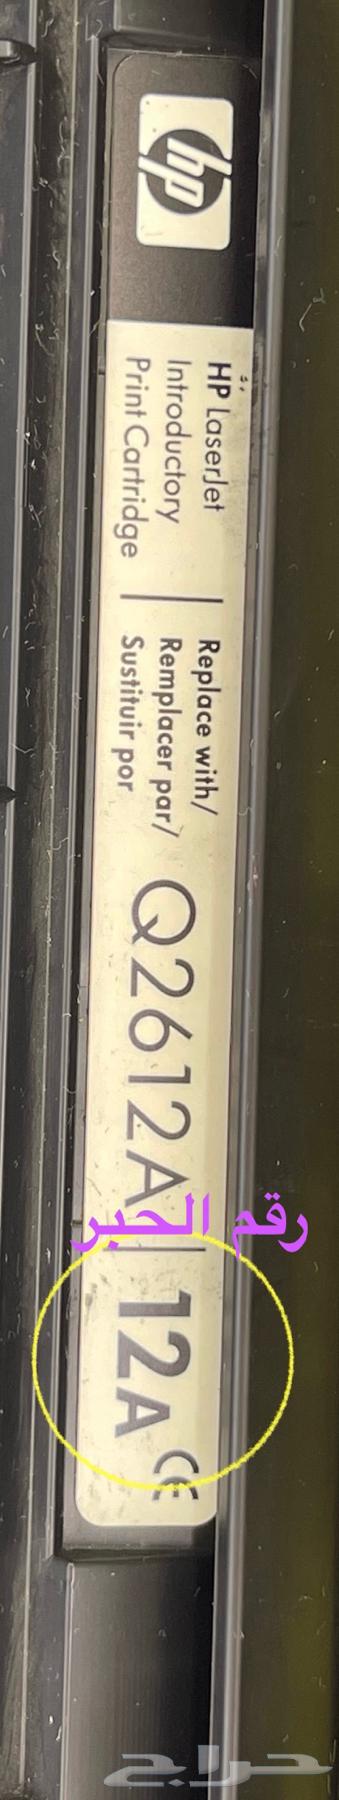 hp
HP LaserJet
Introductory
Print Cartridge
Replace with/
Remplacer par/
Sustituir por
Q2612A | 12A
CE
رقم الحبر
حراج